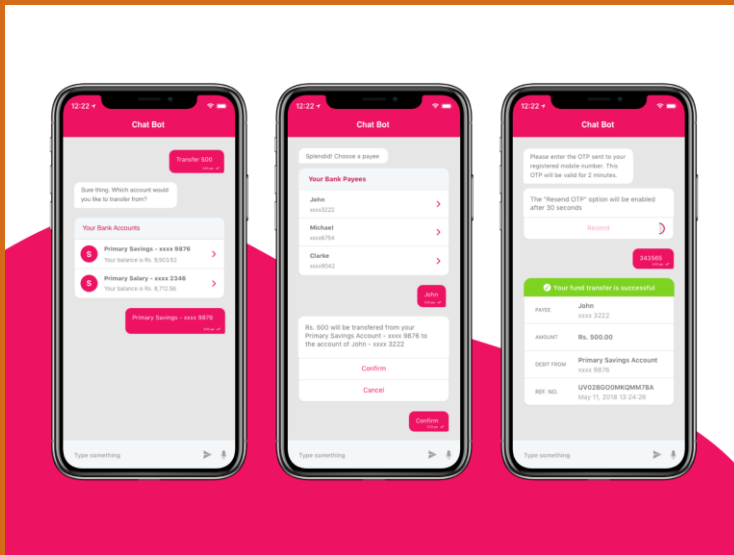 12:22
Chat Bot
Transfer 500
Sure thing. Which account would
you like to transfer from?
Your Bank Accounts
S
Primary Savings - xxxx 9876
Your balance is Rs. 9,903.52
S
Primary Salary - xxxx 2346
Your balance is Rs. 8,712.56
Primary Savings - xxxx 9876
Type something
12:22
Chat Bot
Splendid! Choose a payee
Your Bank Payees
John
xxxx3222
Michael
xxxx6754
Clarke
xxxx9042
John
Rs. 500 will be transfered from your
Primary Savings Account - xxxx 9876 to
the account of John - xxxx 3222
Confirm
Cancel
Confirm
Type something
12:22
Chat Bot
Please enter the OTP sent to your
registered mobile number. This
OTP will be valid for 2 minutes.
The "Resend OTP" option will be enabled
after 30 seconds
Resend
343565
Your fund transfer is successful
PAYEE
John
xxxx 3222
AMOUNT
Rs. 500.00
DEBIT FROM
Primary Savings Account
xxxx 9876
REF. NO.
UV02BGO0MKQMM78A
May 11, 2018 13:24:26
Type something